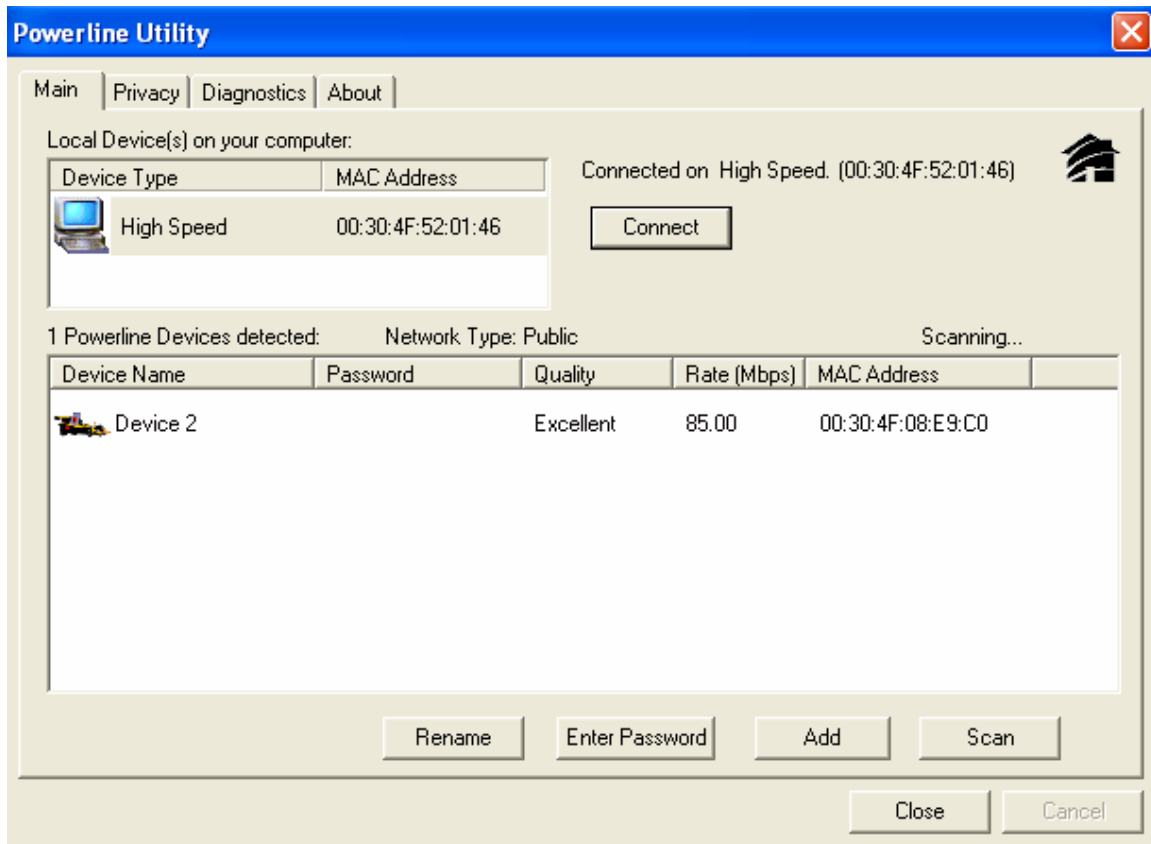 Powerline Utility
Main Privacy Diagnostics About
Local Device(s) on your computer:
Device Type MAC Address
High Speed 00:30:4F:52:01:46
Connected on High Speed. (00:30:4F:52:01:46)
Connect
1 Powerline Devices detected: Network Type: Public Scanning...
Device Name Password Quality Rate (Mbps) MAC Address
Device 2 Excellent 85.00 00:30:4F:08:E9:C0
Rename Enter Password Add Scan
Close Cancel